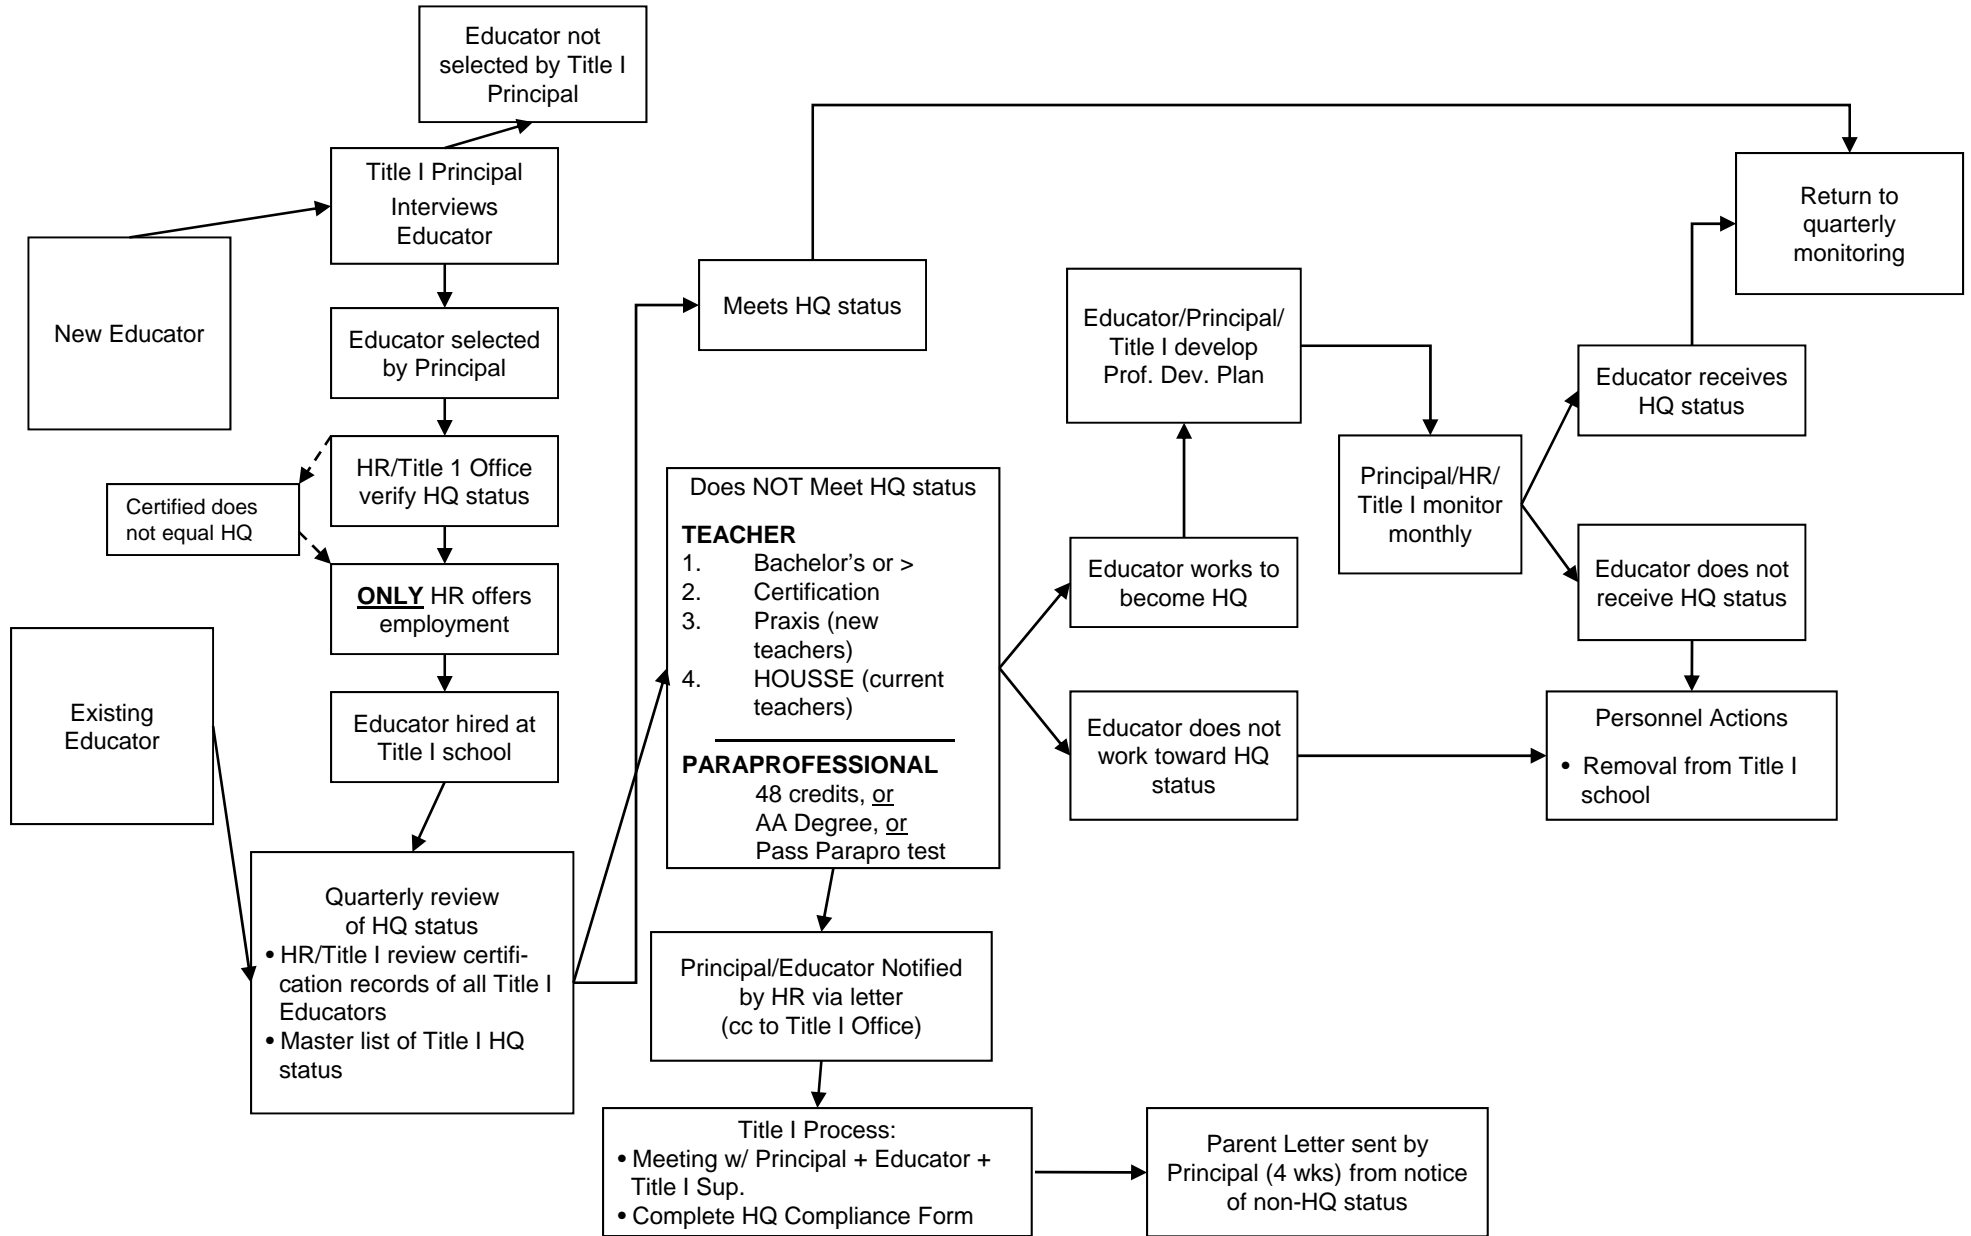 Educator not
selected by Title I
Principal
Title I Principal
Interviews
Educator
New Educator
Educator selected
by Principal
HR/Title 1 Office
verify HQ status
Certified does
not equal HQ
ONLY HR offers
employment
Educator hired at
Title I school
Existing
Educator
Quarterly review
of HQ status
• HR/Title I review certifi-
cation records of all Title I
Educators
• Master list of Title I HQ
status
Meets HQ status
Does NOT Meet HQ status
TEACHER
1. Bachelor’s or >
2. Certification
3. Praxis (new
teachers)
4. HOUSSE (current
teachers)
PARAPROFESSIONAL
48 credits, or
AA Degree, or
Pass Parapro test
Principal/Educator Notified
by HR via letter
(cc to Title I Office)
Title I Process:
• Meeting w/ Principal + Educator +
Title I Sup.
• Complete HQ Compliance Form
Parent Letter sent by
Principal (4 wks) from notice
of non-HQ status
Educator works to
become HQ
Educator does not
work toward HQ
status
Educator/Principal/
Title I develop
Prof. Dev. Plan
Principal/HR/
Title I monitor
monthly
Educator receives
HQ status
Educator does not
receive HQ status
Return to
quarterly
monitoring
Personnel Actions
• Removal from Title I
school